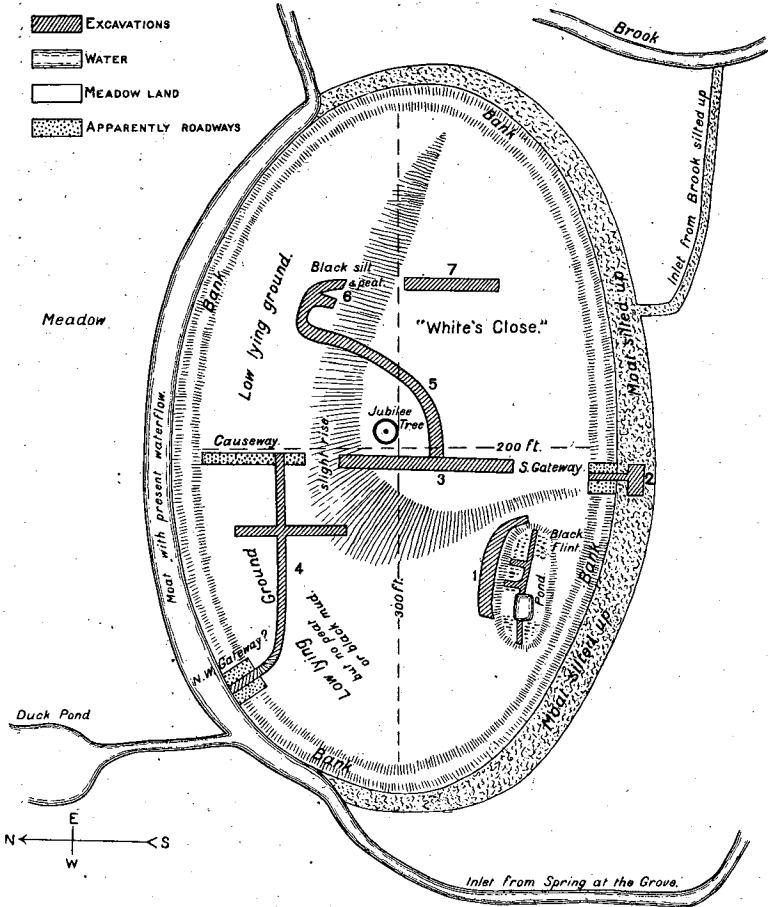 EXCAVATIONS
WATER
MEADOW LAND
APPARENTLY ROADWAYS
Brook
Inlet from Brook silted up
Bank
Bank
Low lying ground.
Black silt
& peat.
6
7
"White's Close."
Meadow
Moat silted up
5
Jubilee
Tree
Moat with present waterflow.
Causeway.
slight rise
200 ft.
3
S. Gateway.
2
Black
flint.
Bank
1
Pond.
4
Ground
Low lying
but no peat
or black mud.
300 ft.
N.W. Gateway?
Moat silted up
Bank
Duck Pond
E
N
S
W
Inlet from Spring at the Grove.